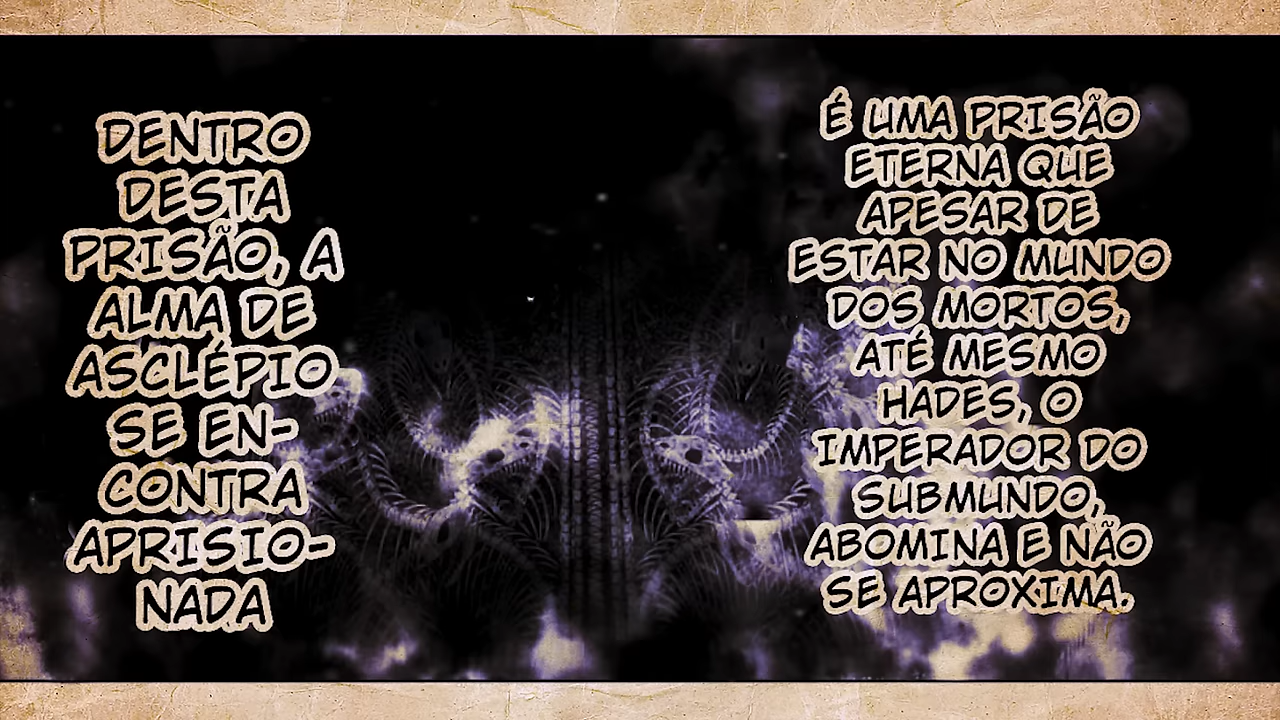 É UMA PRISÃO
ETERNA QUE
APESAR DE
ESTAR NO MUNDO
DOS MORTOS,
ATÉ MESMO
HADES, O
IMPERADOR DO
SUBMUNDO,
ABOMINA E NÃO
SE APROXIMA.
DENTRO
DESTA
PRISÃO, A
ALMA DE
ASCLÉPIO
SE EN-
CONTRA
APRISIO-
NADA